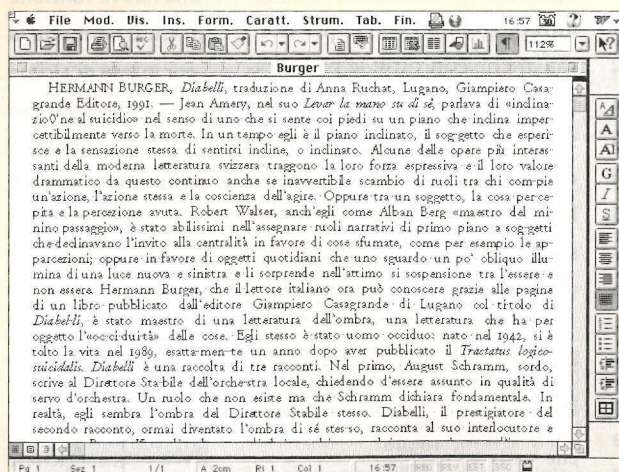 File Mod. Vis. Ins. Form. Caratt. Strum. Tab. Fin. 16:57
112%
Burger
HERMANN BURGER, Diabelli, traduzione di Anna Ruchat, Lugano, Giampiero Casa
grande Editore, 1991. — Jean Amery, nel suo Levar la mano su di sé, parlava di «inclina
zio0'ne al suicidio» nel senso di uno che si sente coi piedi su un piano che inclina imper
cettibilmente verso la morte. In un tempo egli è il piano inclinato, il sog-getto che esperi-
sce e la sensazione stessa di sentirsi incline, o inclinato. Alcune delle opere più interes-
santi della moderna letteratura svizzera traggono la loro forza espressiva e il loro valore
drammatico da questo continuo anche se inavvertibile scambio di ruoli tra chi com-pie
un'azione, l'azione stessa e la coscienza dell'agire. Oppure tra un soggetto, la cosa perce-
pita e la percezione avuta. Robert Walser, anch'egli come Alban Berg «maestro del mi-
nino passaggio», è stato abilissimi nell'assegnare ruoli narrativi di primo piano a sog-getti
che declinavano l'invito alla centralità in favore di cose sfumate, come per esempio le ap-
parcezioni; oppure in favore di oggetti quotidiani che uno sguardo un po' obliquo illu-
mina di una luce nuova e sinistra e li sorprende nell'attimo si sospensione tra l'essere e
non essera. Hermann Burger, che il lettore italiano ora può conoscere grazie alle pagine
di un libro pubblicato dall'editore Giampiero Casagrande di Lugano col titolo di
Diabel-li, è stato maestro di una letteratura dell'ombra, una letteratura che ha per
oggetto l'«oc-ci-dui-tà» delle cose. Egli stesso è stato uomo occiduo: nato nel 1942, si è
tolto la vita nel 1989, esatta-men-te un anno dopo aver pubblicato il Tractatus logico-
suicidalis. Diabelli è una raccolta di tre racconti. Nel primo, August Schramm, sordo,
scrive al Direttore Sta-bile dell'orche-stra locale, chiedendo d'essere assunto in qualità di
servo d'orchestra. Un ruolo che non esiste ma che Schramm dichiara fondamentale. In
realtà, egli sembra l'ombra del Direttore Stabile stesso. Diabelli, il prestigiatore del
secondo racconto, ormai diventato l'ombra di sé stes-so, racconta al suo interlocutore e
A
A
G
I
S
Pg 1 Sez 1 1/1 A 2cm Ri 1 Col 1 16:57 REG REV EST SSC